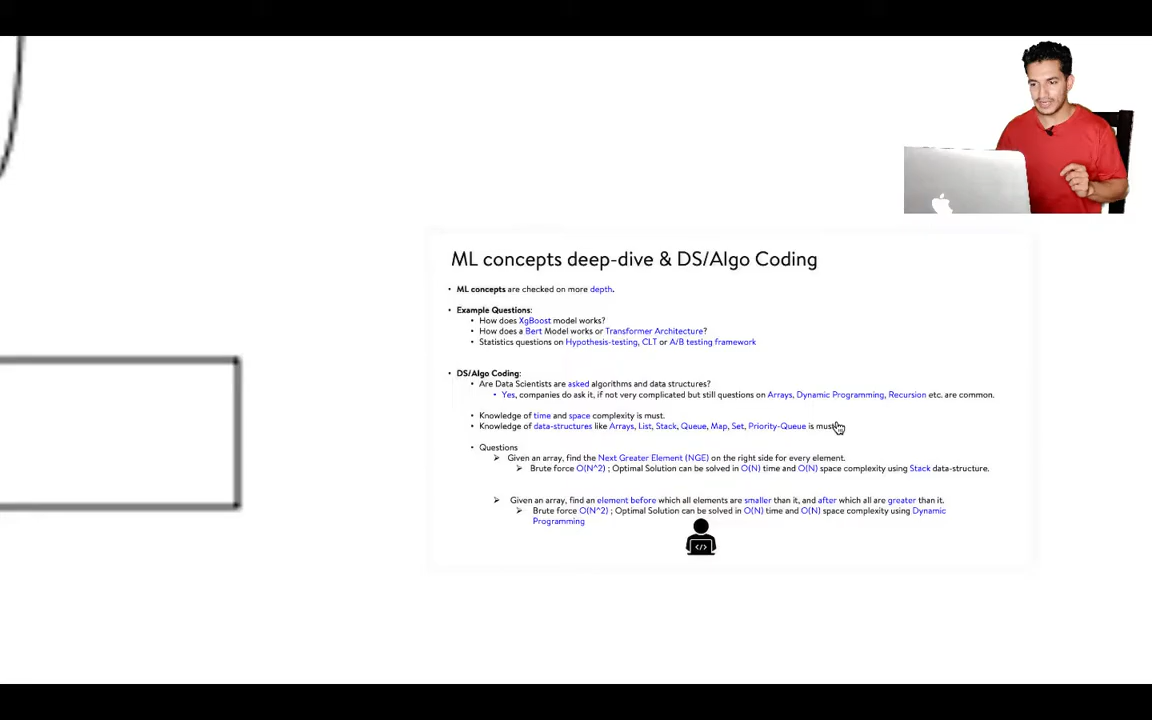 ML concepts deep-dive & DS/Algo Coding
• ML concepts are checked on more depth.
• Example Questions:
• How does XgBoost model works?
• How does a Bert Model works or Transformer Architecture?
• Statistics questions on Hypothesis-testing, CLT or A/B testing framework
• DS/Algo Coding:
• Are Data Scientists are asked algorithms and data structures?
• Yes, companies do ask it, if not very complicated but still questions on Arrays, Dynamic Programming, Recursion etc. are common.
• Knowledge of time and space complexity is must.
• Knowledge of data-structures like Arrays, List, Stack, Queue, Map, Set, Priority-Queue is must
• Questions
➢ Given an array, find the Next Greater Element (NGE) on the right side for every element.
➢ Brute force O(N^2) ; Optimal Solution can be solved in O(N) time and O(N) space complexity using Stack data-structure.
➢ Given an array, find an element before which all elements are smaller than it, and after which all are greater than it.
➢ Brute force O(N^2) ; Optimal Solution can be solved in O(N) time and O(N) space complexity using Dynamic
Programming